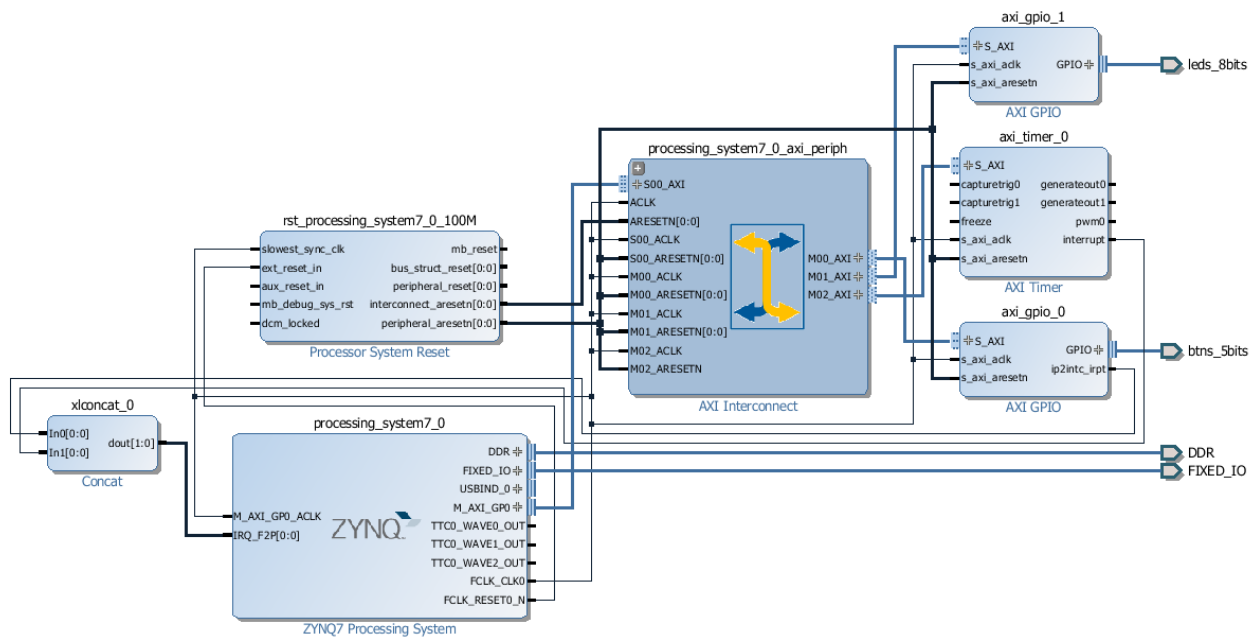 axi_gpio_1
S_AXI
s_axi_aclk
s_axi_aresetn
GPIO
AXI GPIO
leds_8bits
axi_timer_0
S_AXI
capturetrig0
capturetrig1
freeze
s_axi_aclk
s_axi_aresetn
generateout0
generateout1
pwm0
interrupt
AXI Timer
processing_system7_0_axi_periph
S00_AXI
ACLK
ARESETN[0:0]
S00_ACLK
S00_ARESETN[0:0]
M00_ACLK
M00_ARESETN[0:0]
M01_ACLK
M01_ARESETN[0:0]
M02_ACLK
M02_ARESETN
M00_AXI
M01_AXI
M02_AXI
AXI Interconnect
rst_processing_system7_0_100M
slowest_sync_clk
ext_reset_in
aux_reset_in
mb_debug_sys_rst
dcm_locked
mb_reset
bus_struct_reset[0:0]
peripheral_reset[0:0]
interconnect_aresetn[0:0]
peripheral_aresetn[0:0]
Processor System Reset
axi_gpio_0
S_AXI
s_axi_aclk
s_axi_aresetn
GPIO
ip2intc_irpt
AXI GPIO
btns_5bits
xlconcat_0
In0[0:0]
In1[0:0]
dout[1:0]
Concat
processing_system7_0
M_AXI_GP0_ACLK
IRQ_F2P[0:0]
ZYNQ
DDR
FIXED_IO
USBIND_0
M_AXI_GP0
TTC0_WAVE0_OUT
TTC0_WAVE1_OUT
TTC0_WAVE2_OUT
FCLK_CLK0
FCLK_RESET0_N
ZYNQ7 Processing System
DDR
FIXED_IO